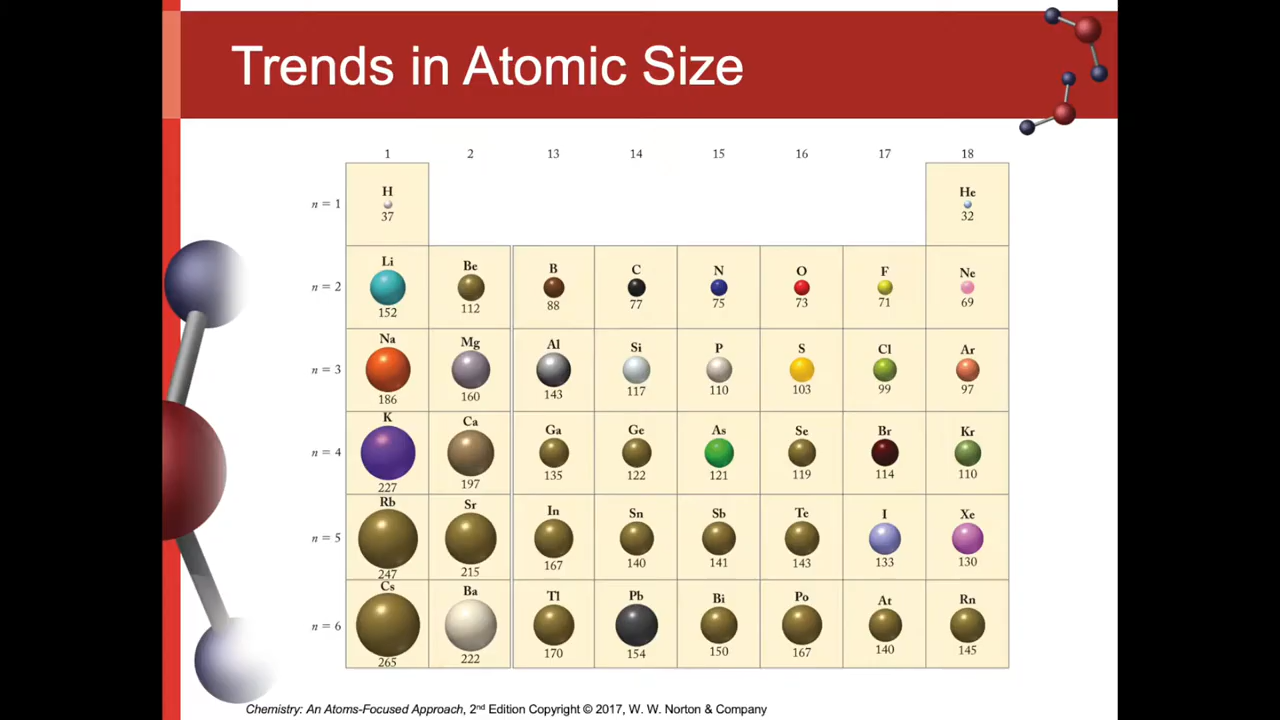 Trends in Atomic Size
1 2 13 14 15 16 17 18
n = 1
H 37
He 32
n = 2
Li 152
Be 112
B 88
C 77
N 75
O 73
F 71
Ne 69
n = 3
Na 186
Mg 160
Al 143
Si 117
P 110
S 103
Cl 99
Ar 97
n = 4
K 227
Ca 197
Ga 135
Ge 122
As 121
Se 119
Br 114
Kr 110
n = 5
Rb 247
Sr 215
In 167
Sn 140
Sb 141
Te 143
I 133
Xe 130
n = 6
Cs 265
Ba 222
Tl 170
Pb 154
Bi 150
Po 167
At 140
Rn 145
Chemistry: An Atoms-Focused Approach, 2nd Edition Copyright © 2017, W. W. Norton & Company